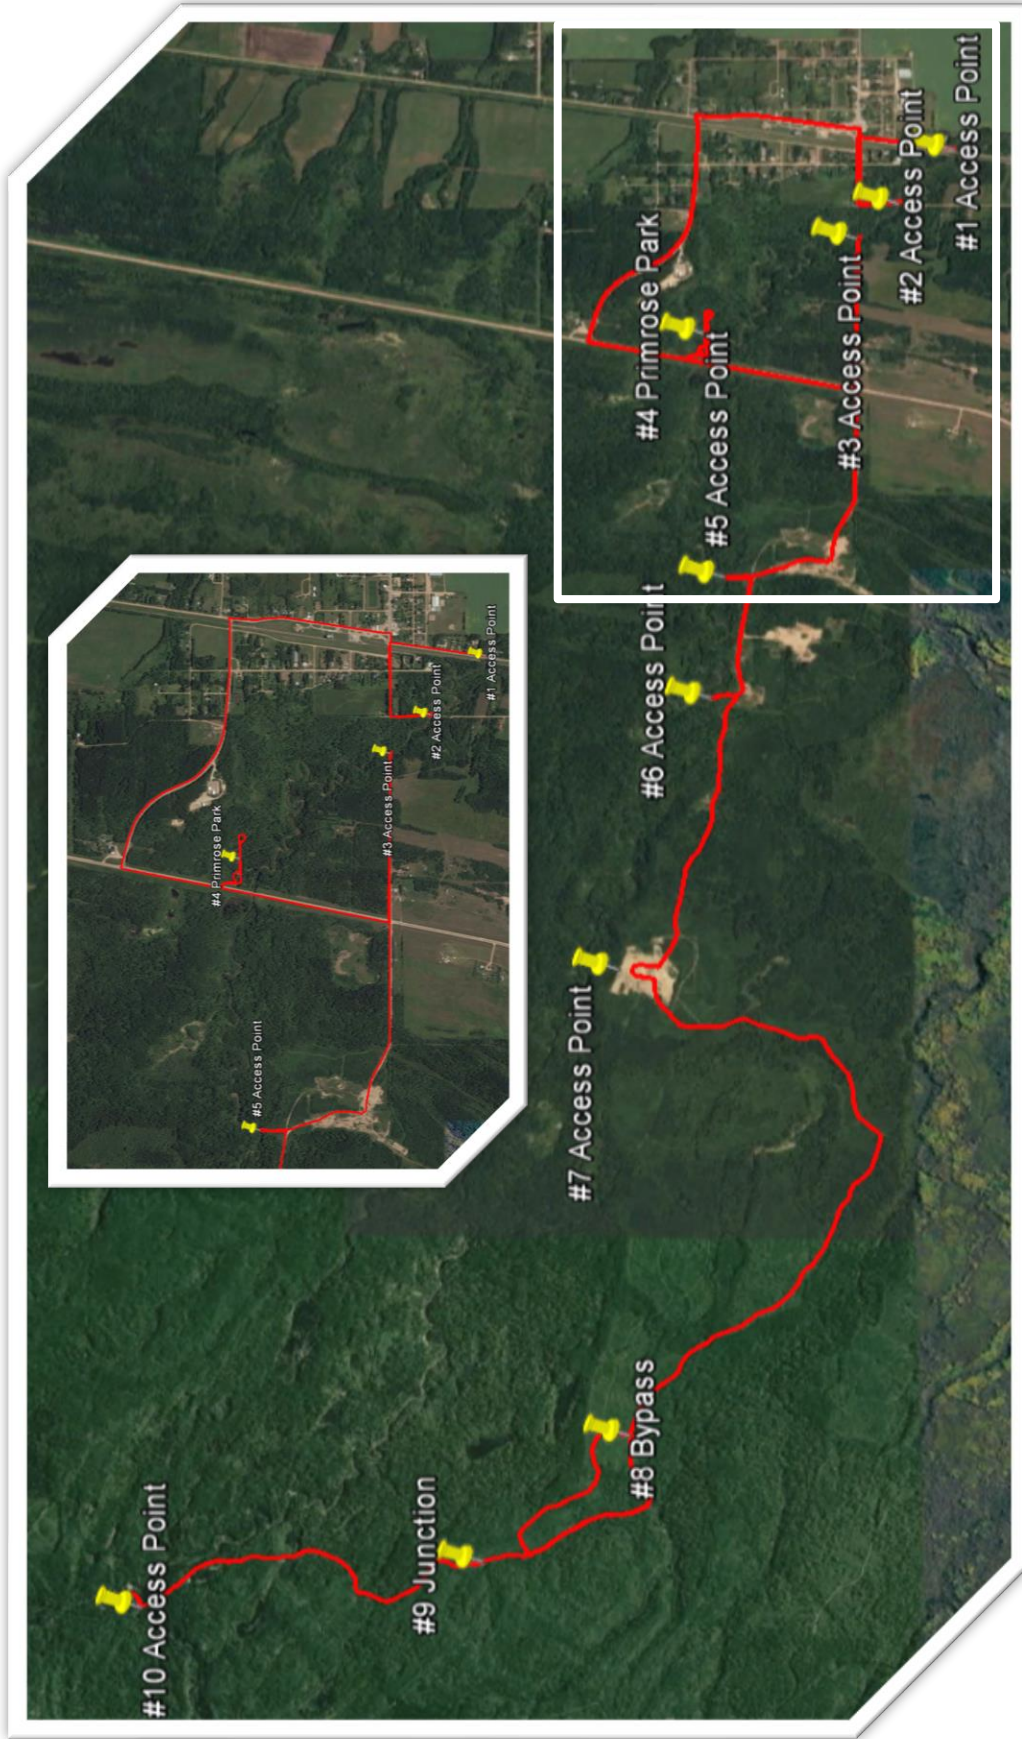 #1 Access Point
#2 Access Point
#3 Access Point
#4 Primrose Park
#5 Access Point
#6 Access Point
#7 Access Point
#8 Bypass
#9 Junction
#10 Access Point
#1 Access Point
#2 Access Point
#3 Access Point
#4 Primrose Park
#5 Access Point